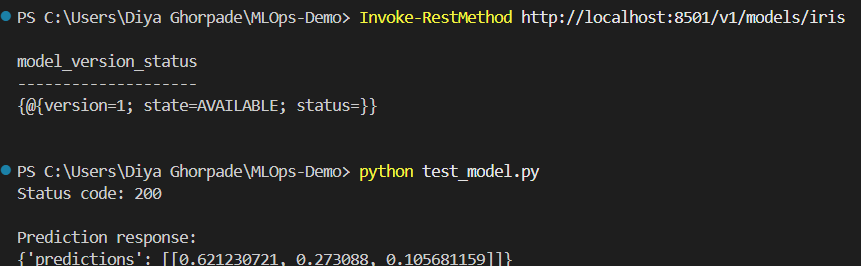 PS C:\Users\Diya Ghorpade\MLOps-Demo> Invoke-RestMethod http://localhost:8501/v1/models/iris
model_version_status
--------------------
{@{version=1; state=AVAILABLE; status=}}
PS C:\Users\Diya Ghorpade\MLOps-Demo> python test_model.py
Status code: 200
Prediction response:
{'predictions': [[0.621230721, 0.273088, 0.105681159]]}